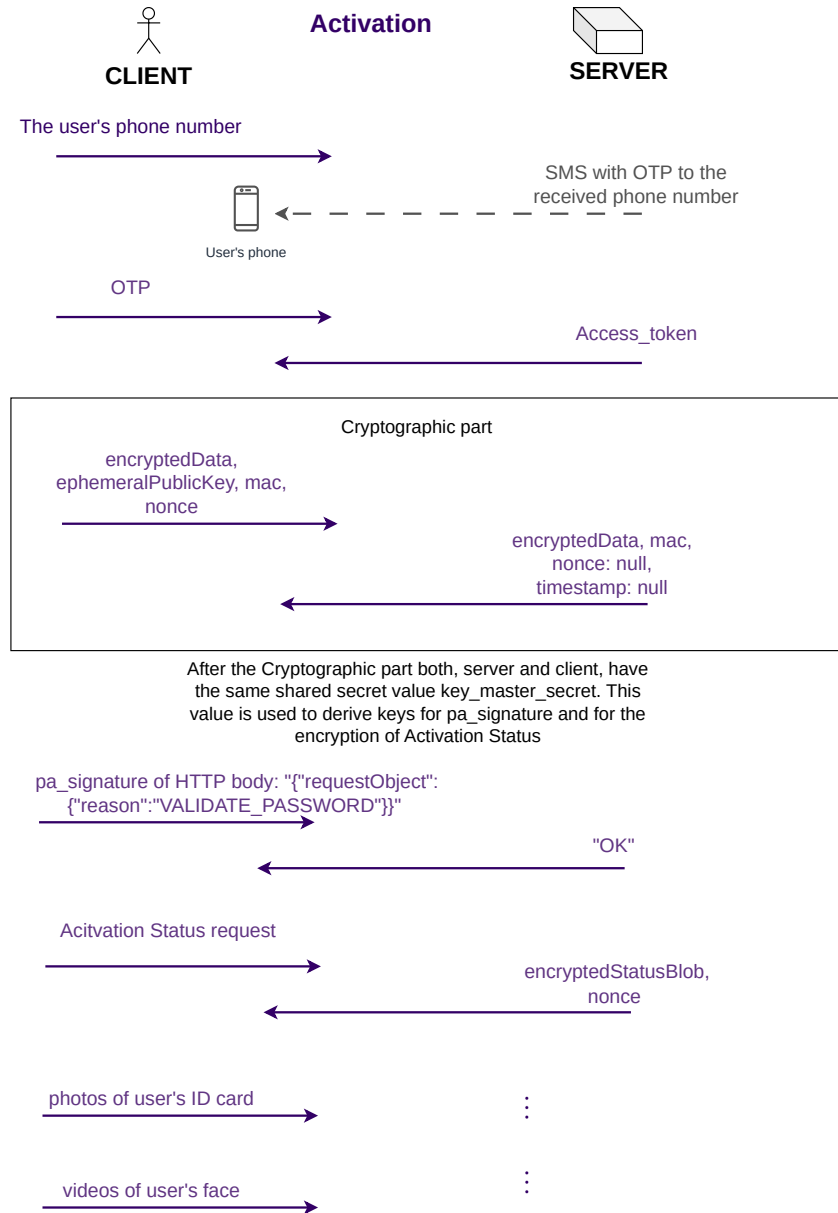 Activation
CLIENT
SERVER
The user's phone number
SMS with OTP to the
received phone number
User's phone
OTP
Access_token
Cryptographic part
encryptedData,
ephemeralPublicKey, mac,
nonce
encryptedData, mac,
nonce: null,
timestamp: null
After the Cryptographic part both, server and client, have
the same shared secret value key_master_secret. This
value is used to derive keys for pa_signature and for the
encryption of Activation Status
pa_signature of HTTP body: "{"requestObject":
{"reason":"VALIDATE_PASSWORD"}}"
"OK"
Acitvation Status request
encryptedStatusBlob,
nonce
photos of user's ID card
videos of user's face